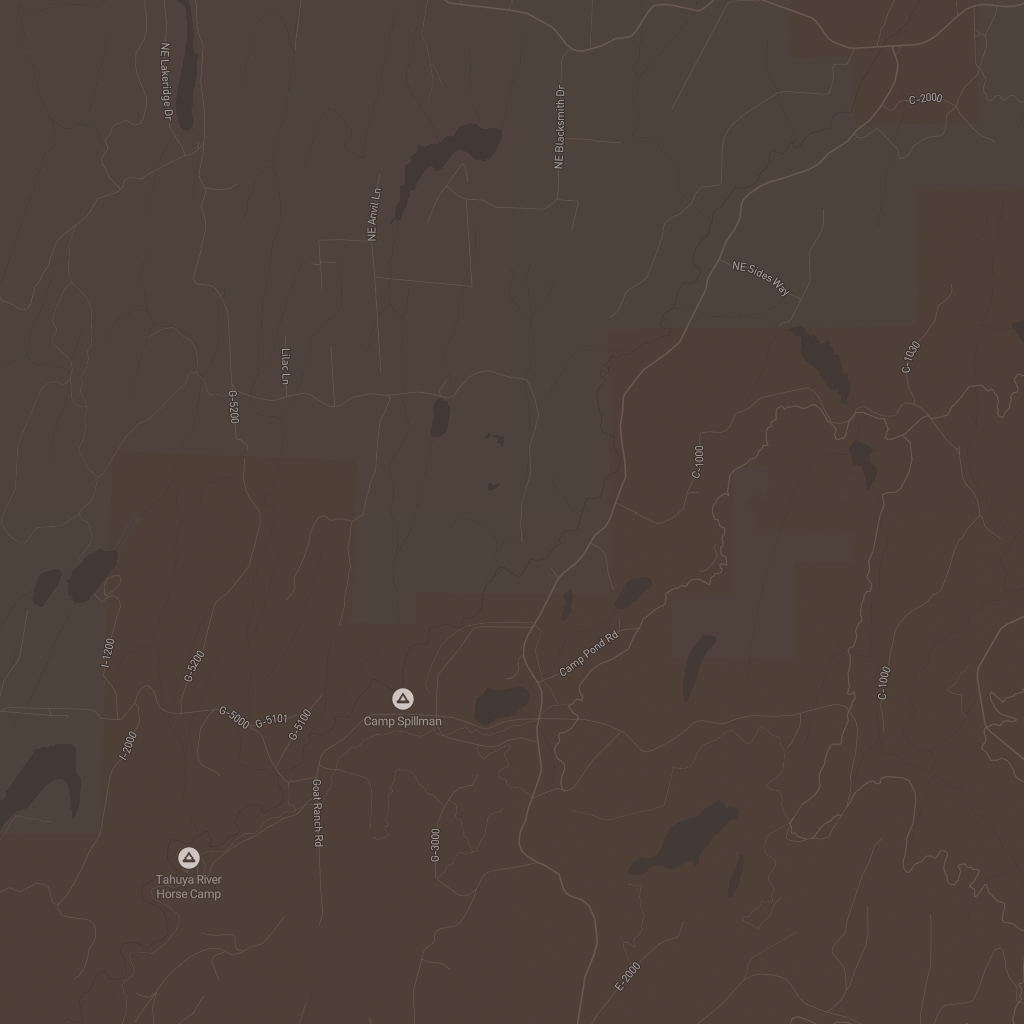 NE Lakeridge Dr
NE Blacksmith Dr
C-2000
NE Anvil Ln
NE Sides Way
Lilac Ln
C-1030
G-5200
C-1000
I-1200
G-5200
Camp Pond Rd
C-1000
G-5000
G-5101
G-5100
Camp Spillman
I-2000
Goat Ranch Rd
G-3000
Tahuya River
Horse Camp
E-2000